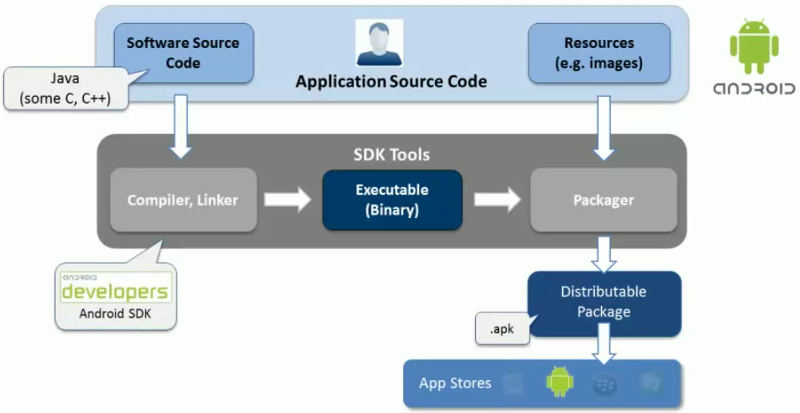 Software Source
Code
Resources
(e.g. images)
Application Source Code
Java
(some C, C++)
ANDROID
SDK Tools
Compiler, Linker
Executable
(Binary)
Packager
ANDROID
developers
Android SDK
Distributable
Package
.apk
App Stores